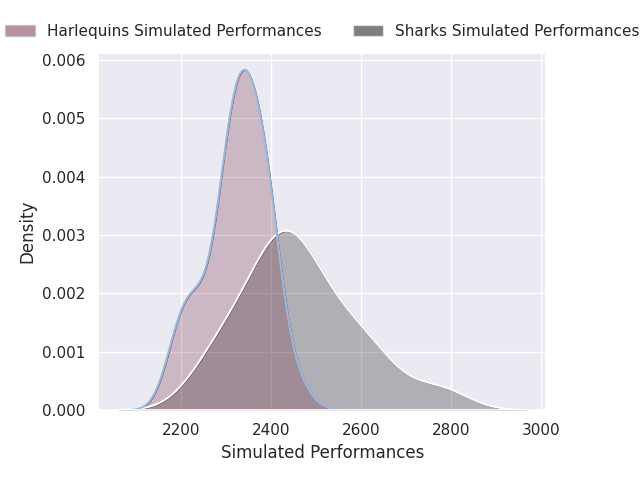 Harlequins Simulated Performances
Sharks Simulated Performances
0.006
0.005
0.004
0.003
0.002
0.001
0.000
Density
2200 2400 2600 2800 3000
Simulated Performances